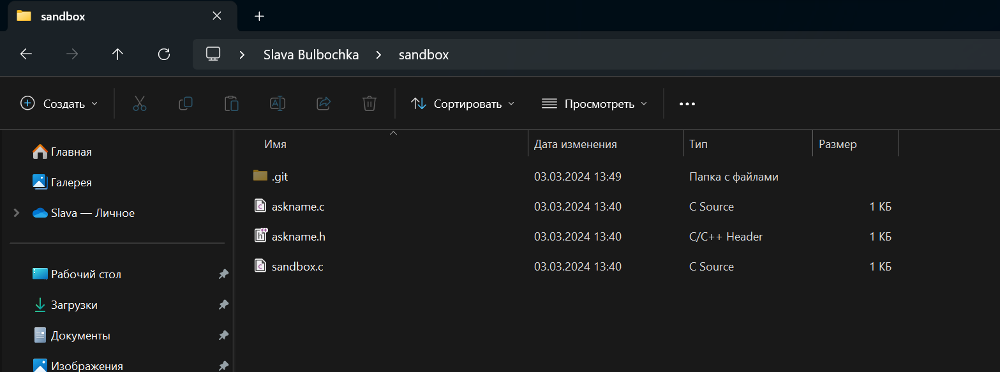 sandbox
Slava Bulbochka sandbox
Создать Сортировать Просмотреть
Главная
Галерея
Slava — Личное
Рабочий стол
Загрузки
Документы
Изображения
Имя Дата изменения Тип Размер
.git 03.03.2024 13:49 Папка с файлами
askname.c 03.03.2024 13:40 C Source 1 КБ
askname.h 03.03.2024 13:40 C/C++ Header 1 КБ
sandbox.c 03.03.2024 13:40 C Source 1 КБ